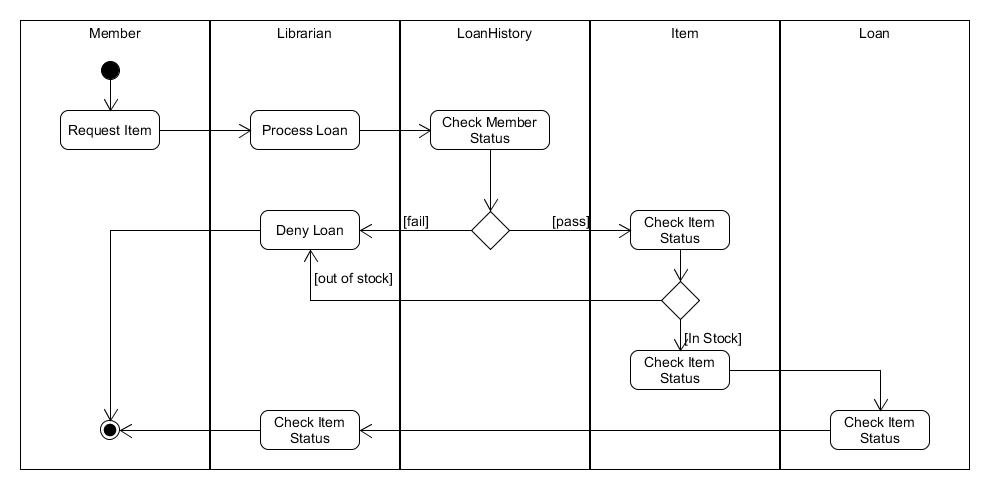 Member
Librarian
LoanHistory
Item
Loan
Request Item
Process Loan
Check Member
Status
[fail]
[pass]
Deny Loan
Check Item
Status
[out of stock]
[In Stock]
Check Item
Status
Check Item
Status
Check Item
Status